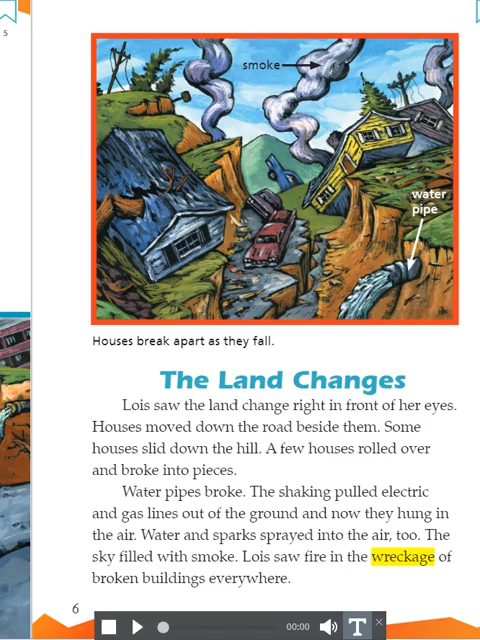 5
smoke
water
pipe
Houses break apart as they fall.
The Land Changes
Lois saw the land change right in front of her eyes.
Houses moved down the road beside them. Some
houses slid down the hill. A few houses rolled over
and broke into pieces.
Water pipes broke. The shaking pulled electric
and gas lines out of the ground and now they hung in
the air. Water and sparks sprayed into the air, too. The
sky filled with smoke. Lois saw fire in the wreckage of
broken buildings everywhere.
6
00:00
T